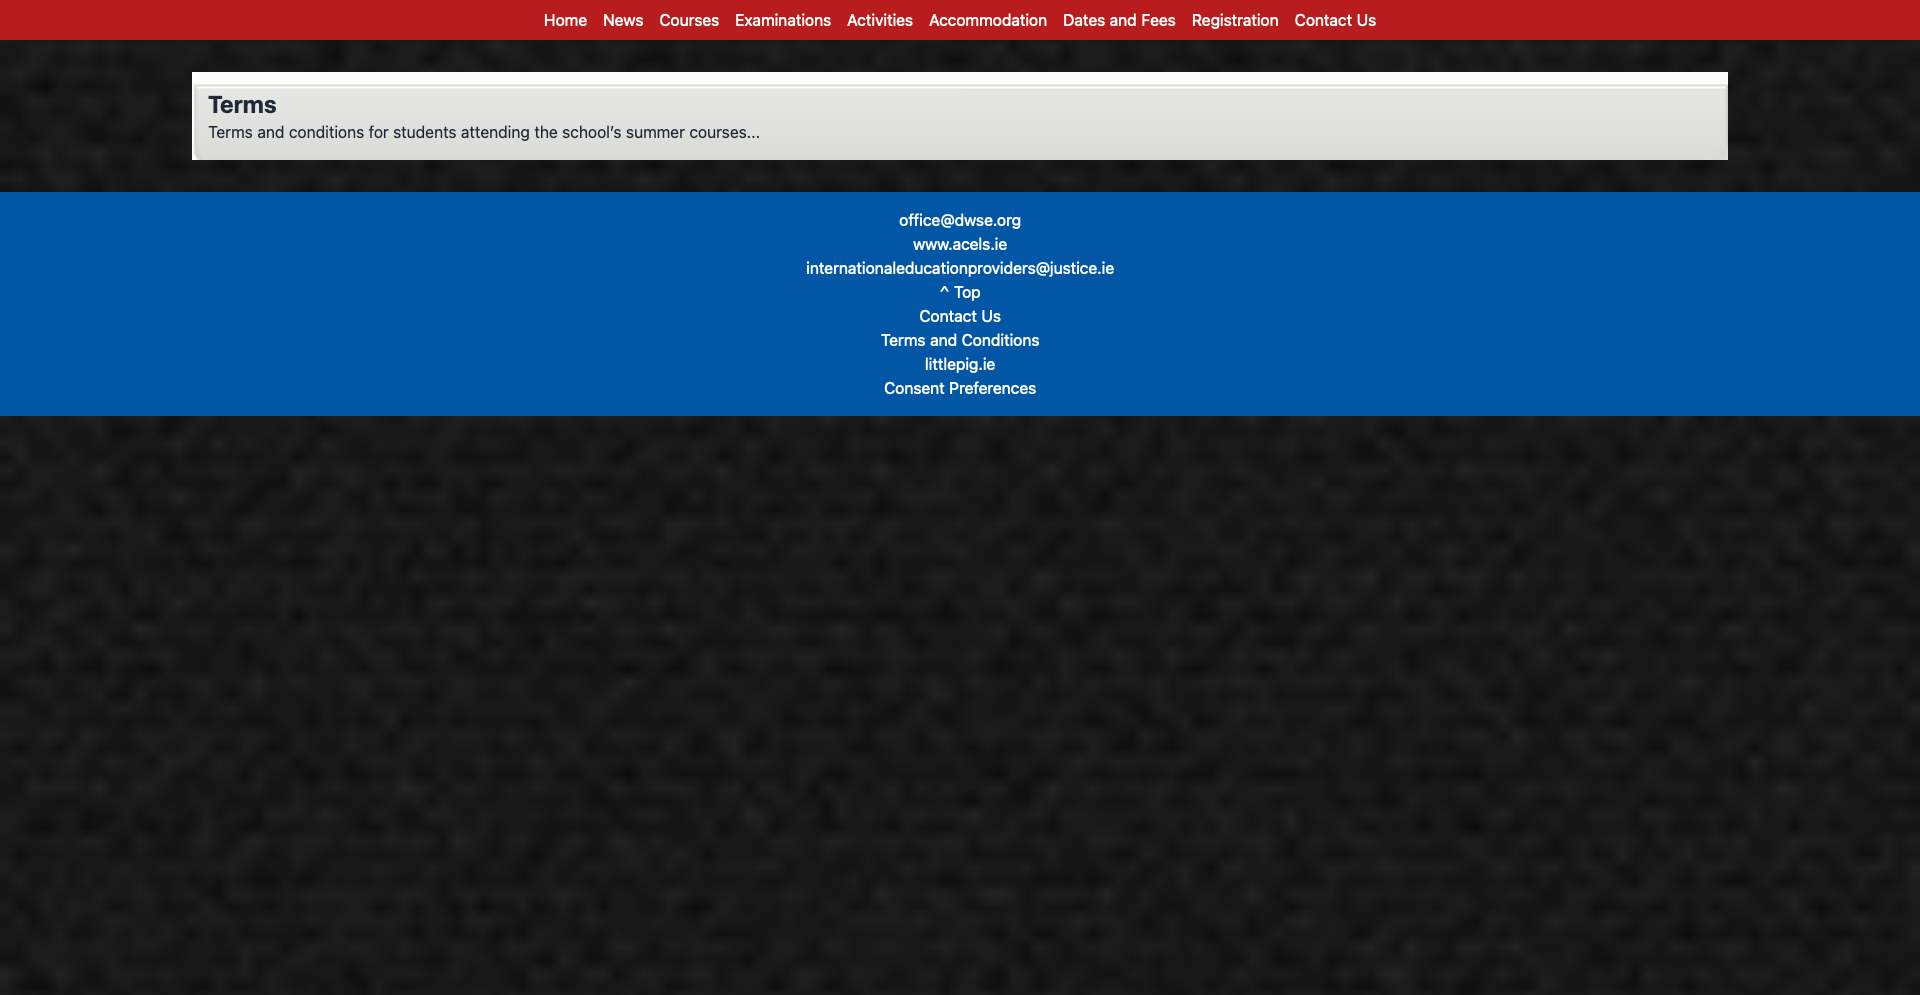 Home News Courses Examinations Activities Accommodation Dates and Fees Registration Contact Us
Terms
Terms and conditions for students attending the school’s summer courses...
office@dwse.org
www.acels.ie
internationaleducationproviders@justice.ie
^ Top
Contact Us
Terms and Conditions
littlepig.ie
Consent Preferences